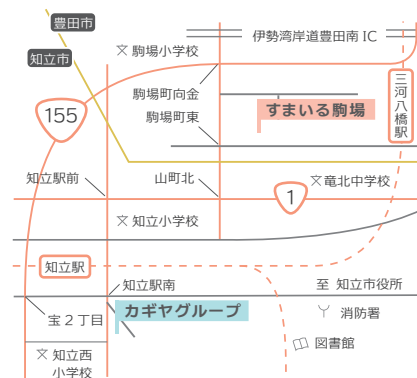 豊田市
知立市
駒場小学校
伊勢湾岸道豊田南IC
155
駒場町向金
すまいる駒場
三河八橋駅
駒場町東
知立駅前
山町北
竜北中学校
1
知立小学校
知立駅
知立駅南
至 知立市役所
カギヤグループ
消防署
宝2丁目
図書館
知立西
小学校